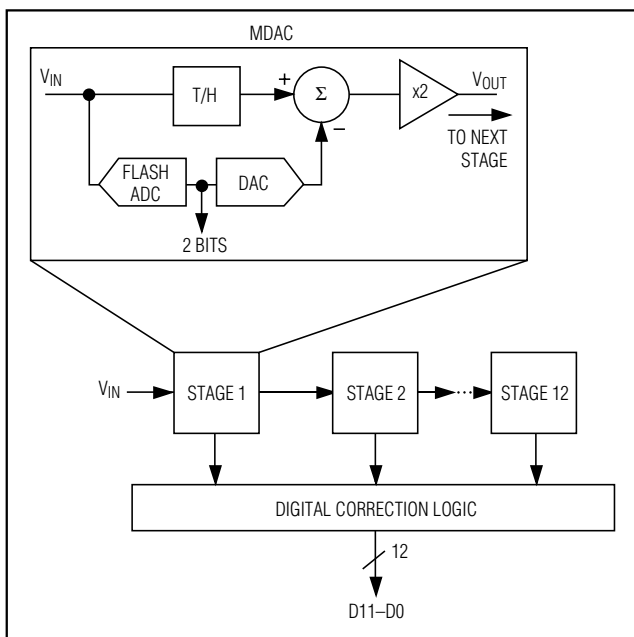 MDAC
VIN
T/H
+
Σ
−
x2
VOUT
TO NEXT
STAGE
FLASH
ADC
DAC
2 BITS
VIN
STAGE 1
STAGE 2
...
STAGE 12
DIGITAL CORRECTION LOGIC
12
D11–D0